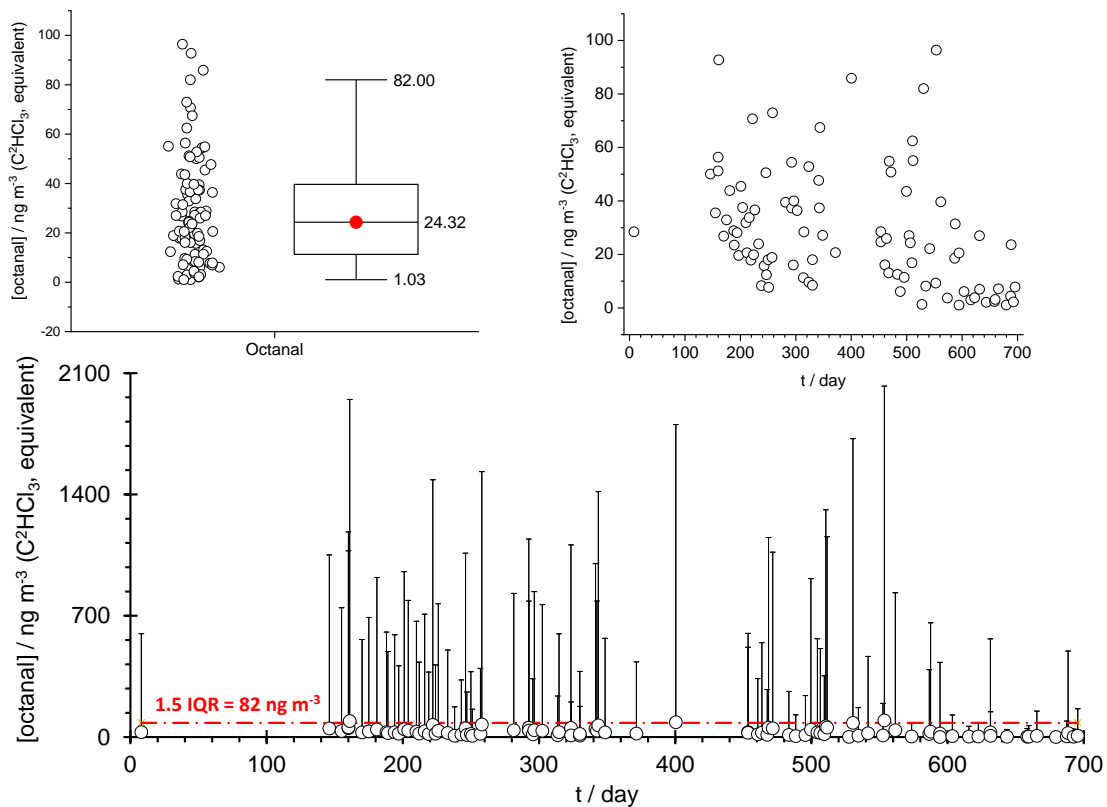 [octanal] / ng m⁻³ (C²HCl₃, equivalent)
100
80
60
40
20
0
-20
82.00
24.32
1.03
Octanal
[octanal] / ng m⁻³ (C²HCl₃, equivalent)
100
80
60
40
20
0
0 100 200 300 400 500 600 700
t / day
[octanal] / ng m⁻³ (C²HCl₃, equivalent)
2100
1400
700
0
1.5 IQR = 82 ng m⁻³
0 100 200 300 400 500 600 700
t / day